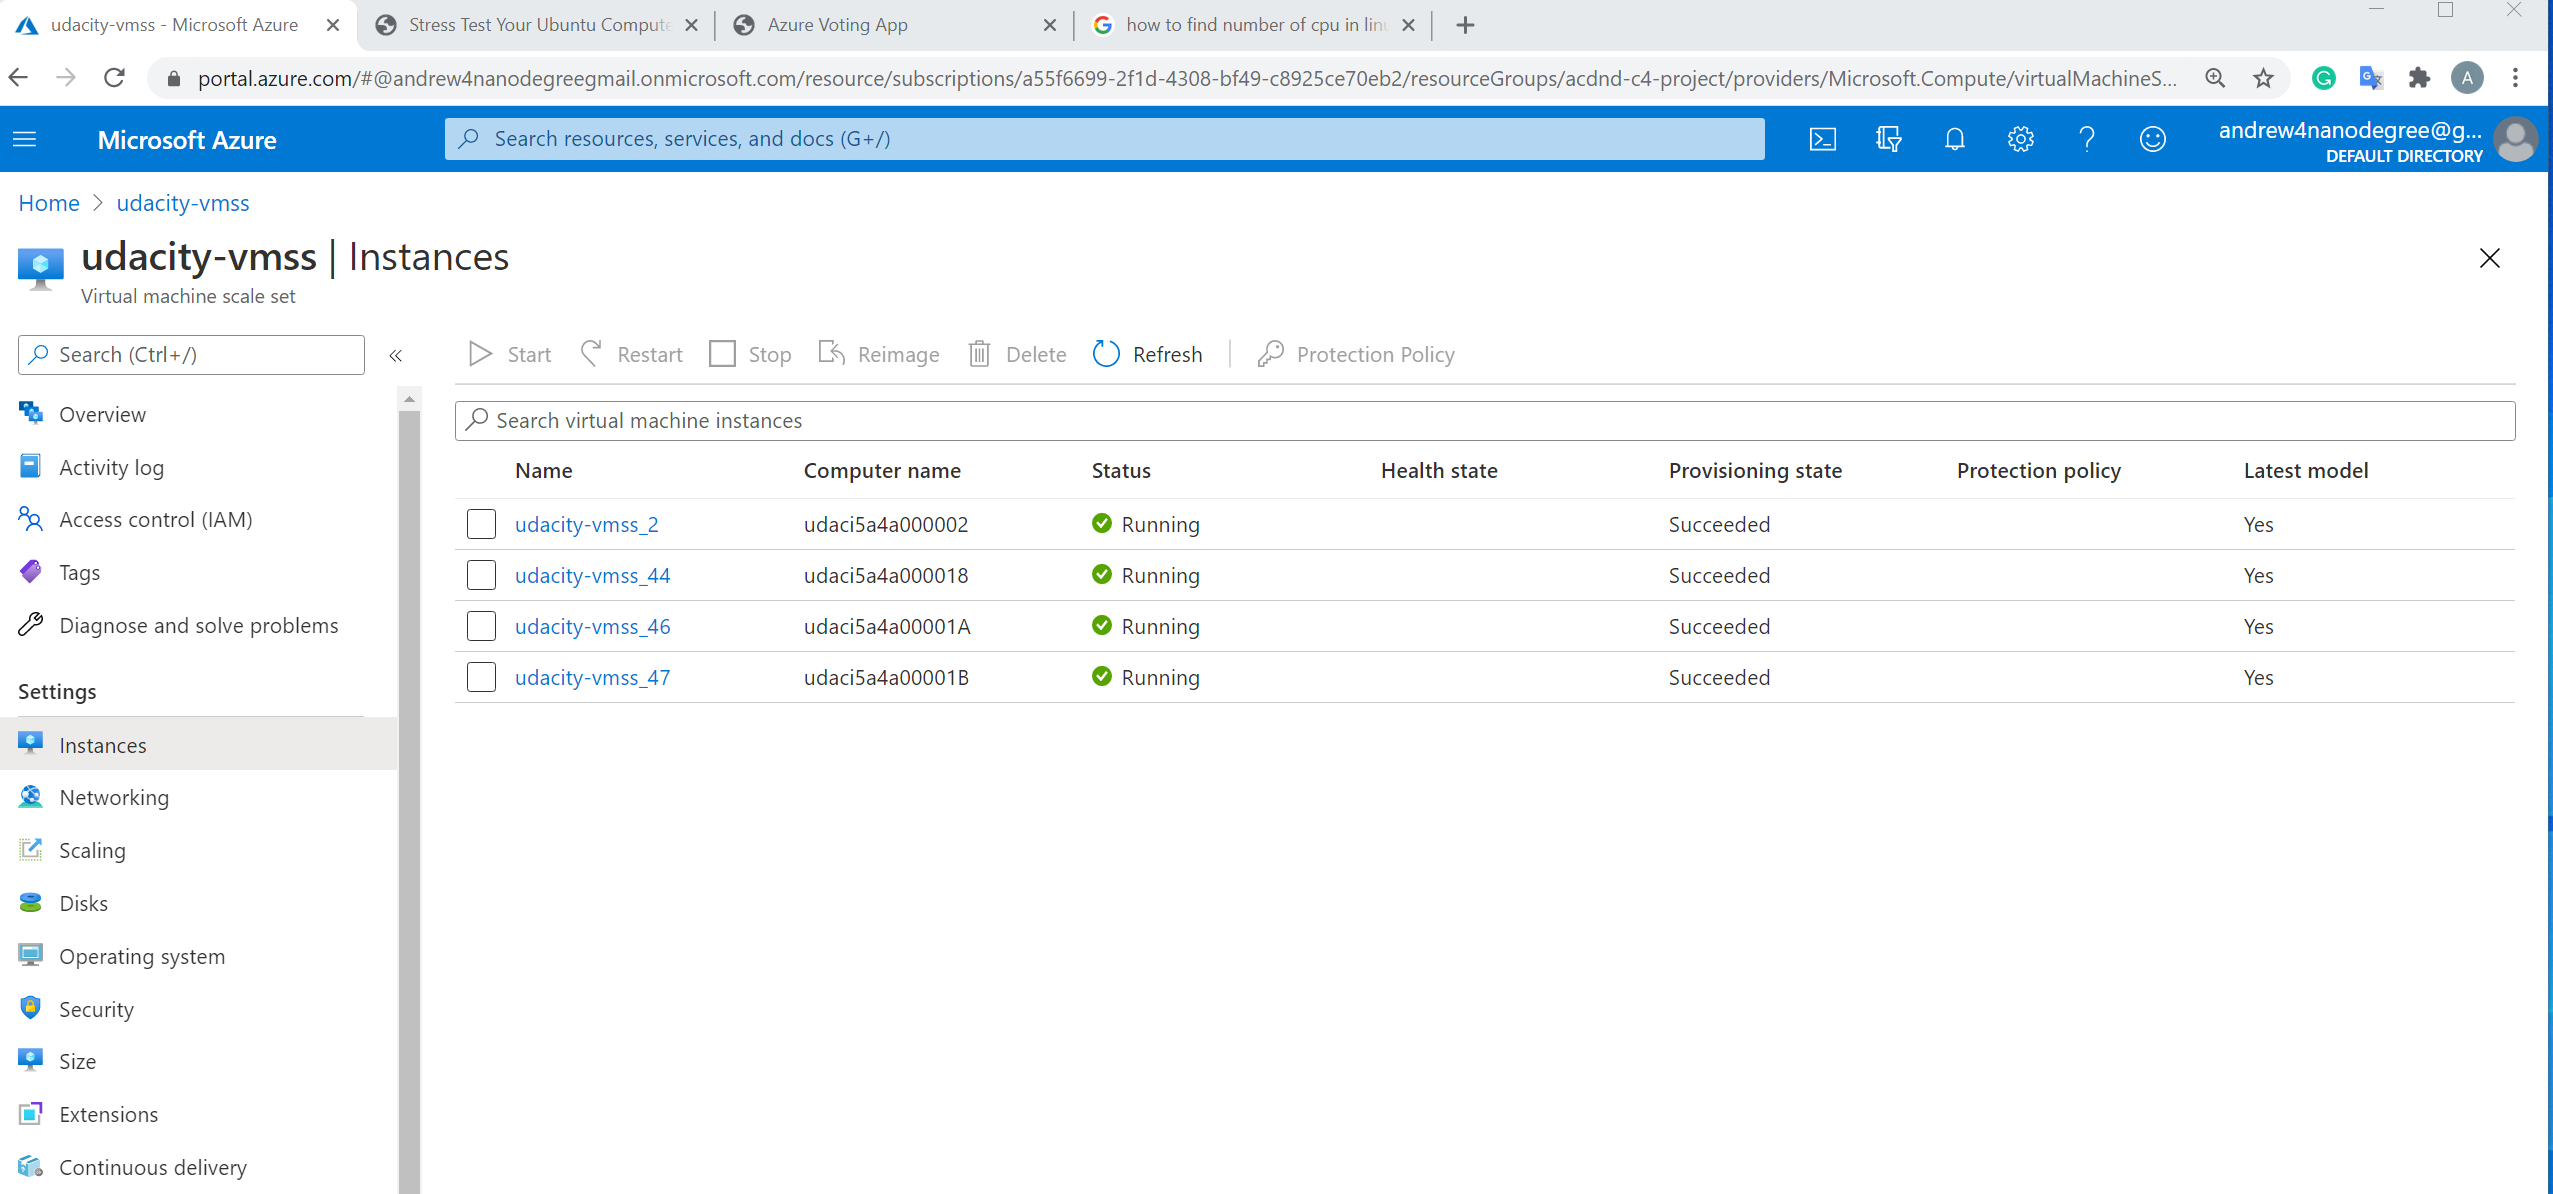 udacity-vmss - Microsoft Azure
Stress Test Your Ubuntu Compute
Azure Voting App
how to find number of cpu in linu
portal.azure.com/#@andrew4nanodegreegmail.onmicrosoft.com/resource/subscriptions/a55f6699-2f1d-4308-bf49-c8925ce70eb2/resourceGroups/acdnd-c4-project/providers/Microsoft.Compute/virtualMachineS...
A
Microsoft Azure
Search resources, services, and docs (G+/)
andrew4nanodegree@g...
DEFAULT DIRECTORY
Home > udacity-vmss
udacity-vmss | Instances
Virtual machine scale set
Search (Ctrl+/)
«
Start
Restart
Stop
Reimage
Delete
Refresh
Protection Policy
Overview
Activity log
Access control (IAM)
Tags
Diagnose and solve problems
Settings
Instances
Networking
Scaling
Disks
Operating system
Security
Size
Extensions
Continuous delivery
Search virtual machine instances
Name Computer name Status Health state Provisioning state Protection policy Latest model
udacity-vmss_2 udaci5a4a000002 Running Succeeded Yes
udacity-vmss_44 udaci5a4a000018 Running Succeeded Yes
udacity-vmss_46 udaci5a4a00001A Running Succeeded Yes
udacity-vmss_47 udaci5a4a00001B Running Succeeded Yes